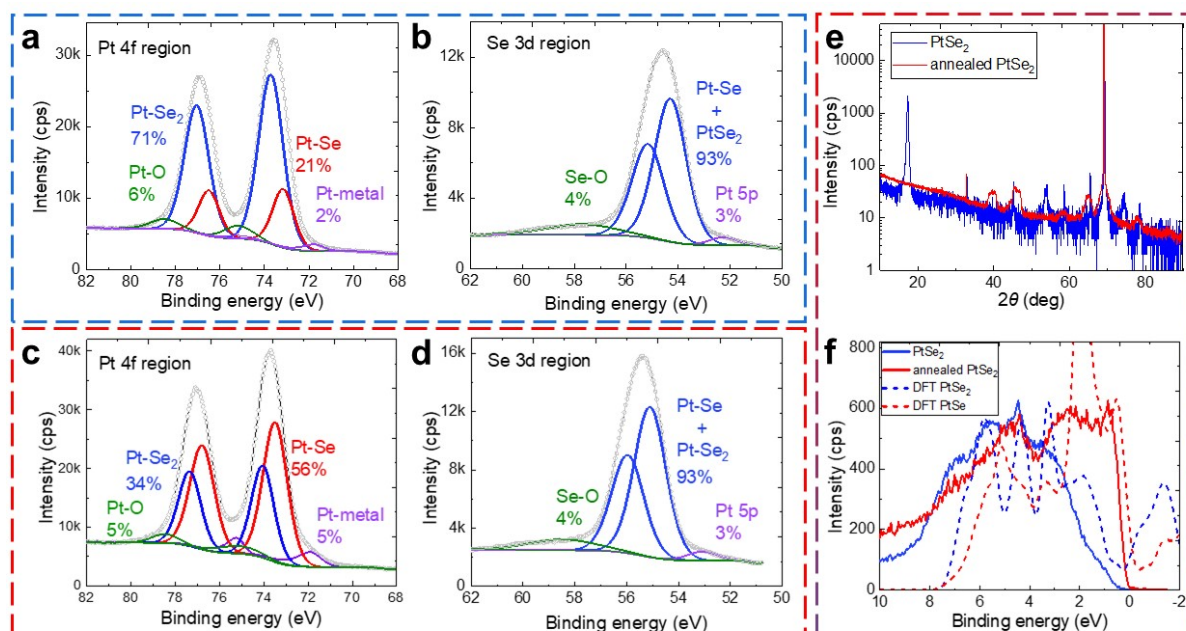 a
Pt 4f region
30k
20k
10k
0
Intensity (cps)
Pt-Se₂
71%
Pt-O
6%
Pt-Se
21%
Pt-metal
2%
82 80 78 76 74 72 70 68
Binding energy (eV)
b
Se 3d region
12k
8k
4k
0
Intensity (cps)
Pt-Se
+
PtSe₂
93%
Se-O
4%
Pt 5p
3%
62 60 58 56 54 52 50
Binding energy (eV)
c
Pt 4f region
40k
30k
20k
10k
0
Intensity (cps)
Pt-Se₂
34%
Pt-O
5%
Pt-Se
56%
Pt-metal
5%
82 80 78 76 74 72 70 68
Binding energy (eV)
d
Se 3d region
16k
12k
8k
4k
0
Intensity (cps)
Pt-Se
+
Pt-Se₂
93%
Se-O
4%
Pt 5p
3%
62 60 58 56 54 52 50
Binding energy (eV)
e
PtSe₂
annealed PtSe₂
10000
1000
100
10
1
Intensity (cps)
20 40 60 80
2θ (deg)
f
PtSe₂
annealed PtSe₂
DFT PtSe₂
DFT PtSe
800
600
400
200
0
Intensity (cps)
10 8 6 4 2 0 -2
Binding energy (eV)